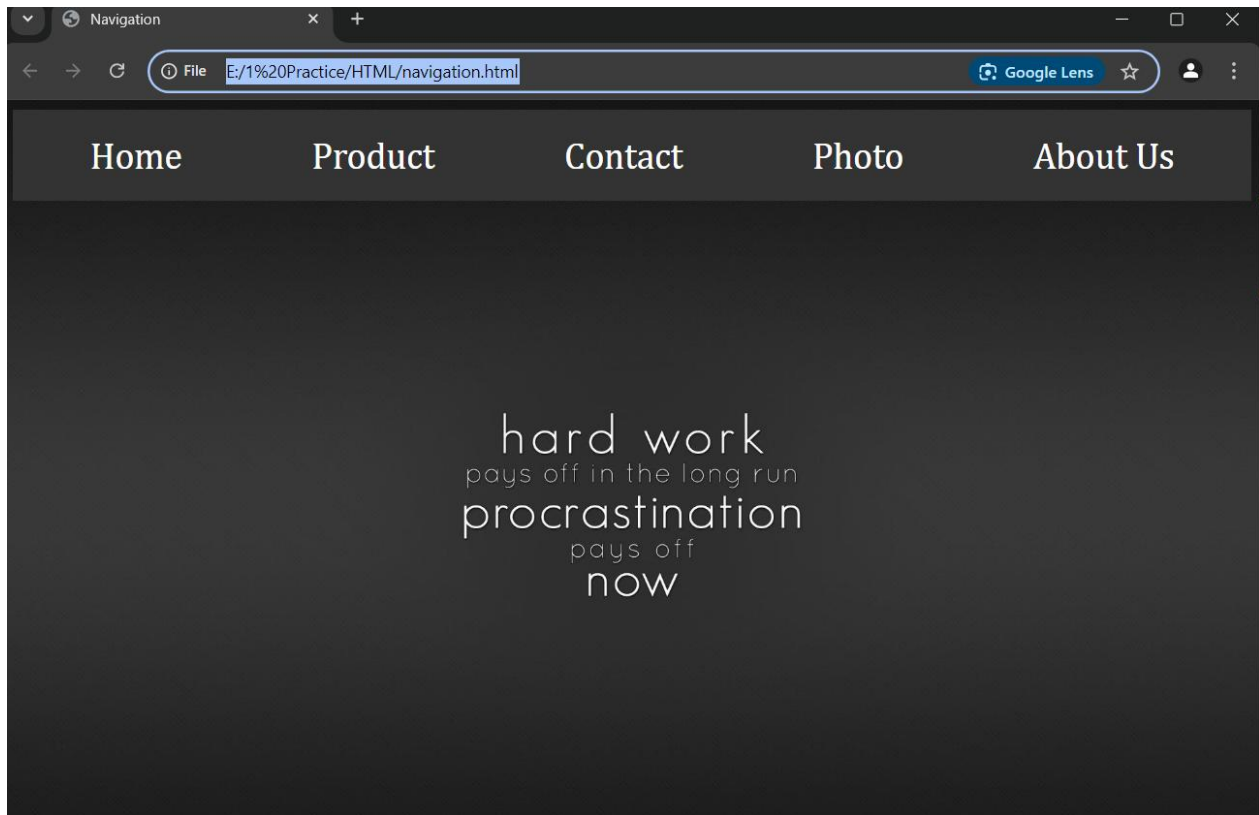 Navigation
File E:/1%20Practice/HTML/navigation.html Google Lens
Home Product Contact Photo About Us
hard work
pays off in the long run
procrastination
pays off
now